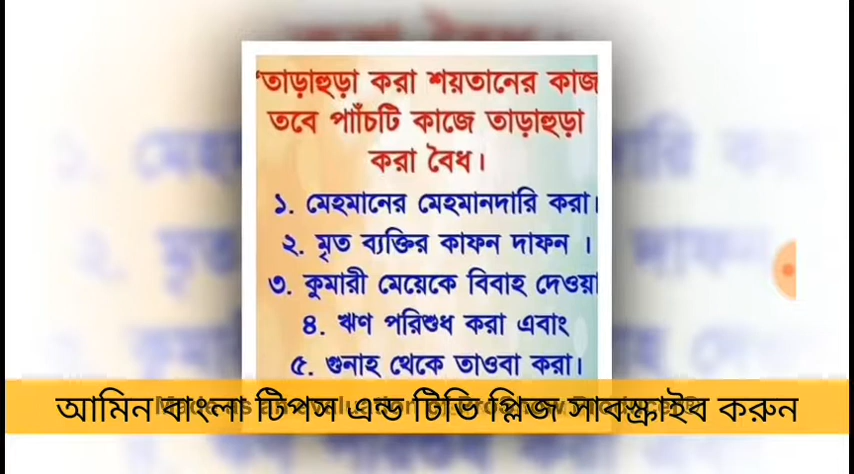 ‘তাড়াহুড়া করা শয়তানের কাজ
তবে পাঁচটি কাজে তাড়াহুড়া
করা বৈধ।
১. মেহমানের মেহমানদারি করা।
২. মৃত ব্যক্তির কাফন দাফন ।
৩. কুমারী মেয়েকে বিবাহ দেওয়া
৪. ঋণ পরিশুধ করা এবং
৫. গুনাহ থেকে তাওবা করা।
আমিন বাংলা টিপস এন্ড টিভি প্লিজ সাবস্ক্রাইব করুন